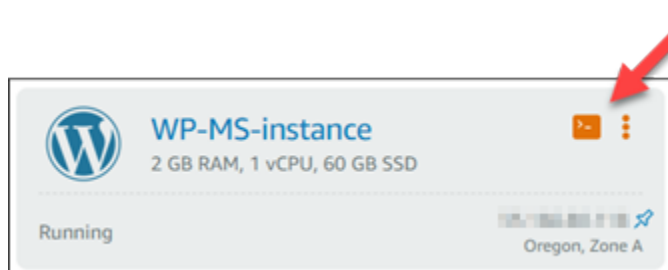 WP-MS-instance
2 GB RAM, 1 vCPU, 60 GB SSD
Running
Oregon, Zone A